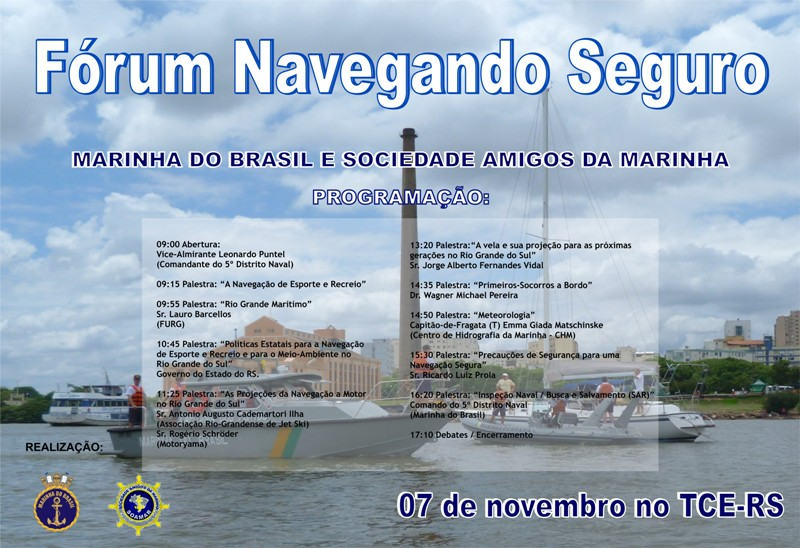 Fórum Navegando Seguro
MARINHA DO BRASIL E SOCIEDADE AMIGOS DA MARINHA
PROGRAMAÇÃO:
09:00 Abertura:
Vice-Almirante Leonardo Puntel
(Comandante do 5º Distrito Naval)
09:15 Palestra: “A Navegação de Esporte e Recreio”
09:55 Palestra: “Rio Grande Marítimo”
Sr. Lauro Barcellos
(FURG)
10:45 Palestra: “Políticas Estatais para a Navegação
de Esporte e Recreio e para o Meio-Ambiente no
Rio Grande do Sul”
Governo do Estado do RS.
11:25 Palestra: “As Projeções da Navegação a Motor
no Rio Grande do Sul”
Sr. Antonio Augusto Cademartori Ilha
(Associação Rio-Grandense de Jet Ski)
Sr. Rogério Schröder
(Motoryama)
13:20 Palestra:“A vela e sua projeção para as próximas
gerações no Rio Grande do Sul”
Sr. Jorge Alberto Fernandes Vidal
14:35 Palestra: “Primeiros-Socorros a Bordo”
Dr. Wagner Michael Pereira
14:50 Palestra: “Meteorologia”
Capitão-de-Fragata (T) Emma Giada Matschinske
(Centro de Hidrografia da Marinha - CHM)
15:30 Palestra: “Precauções de Segurança para uma
Navegação Segura”
Sr. Ricardo Luiz Prola
16:20 Palestra: “Inspeção Naval / Busca e Salvamento (SAR)”
Comando do 5º Distrito Naval
(Marinha do Brasil)
17:10 Debates / Encerramento
REALIZAÇÃO:
MARINHA DO BRASIL
SOAMAR
07 de novembro no TCE-RS